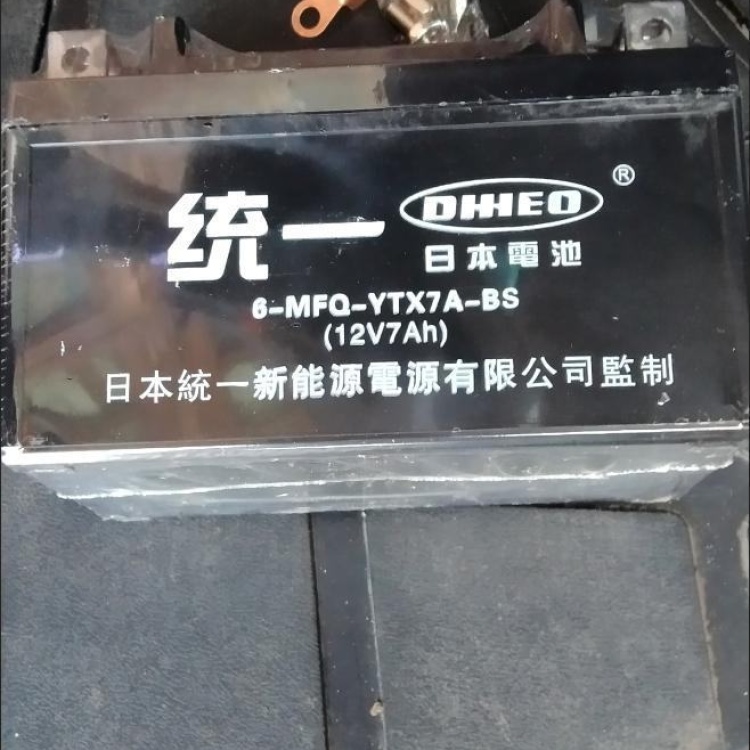 统一 DHHEO ®
日本電池
6-MFQ-YTX7A-BS
(12V7Ah)
日本統一新能源電源有限公司監制